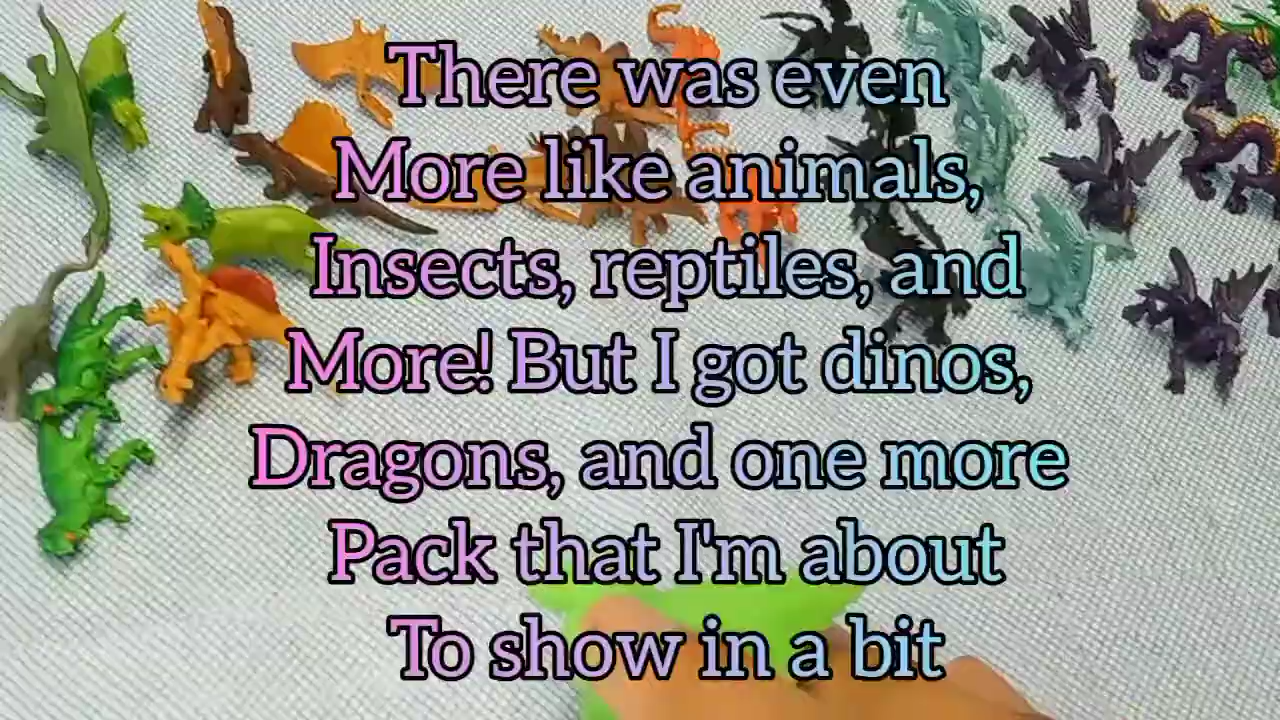 There was even
More like animals,
Insects, reptiles, and
More! But I got dinos,
Dragons, and one more
Pack that I'm about
To show in a bit